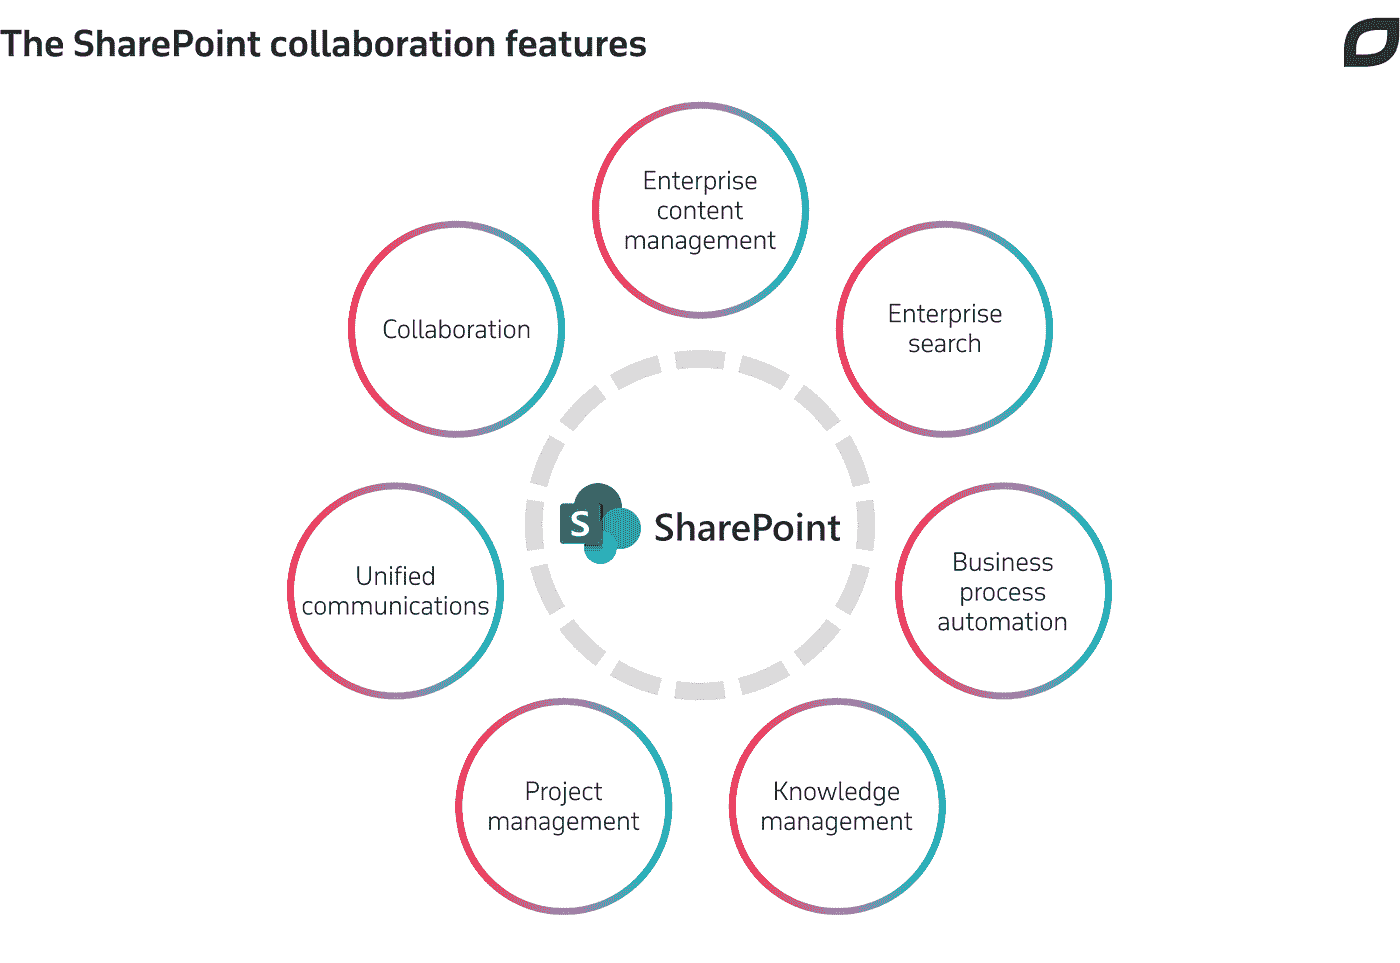 The SharePoint collaboration features
Enterprise
content
management
Collaboration
Enterprise
search
S SharePoint
Unified
communications
Business
process
automation
Project
management
Knowledge
management